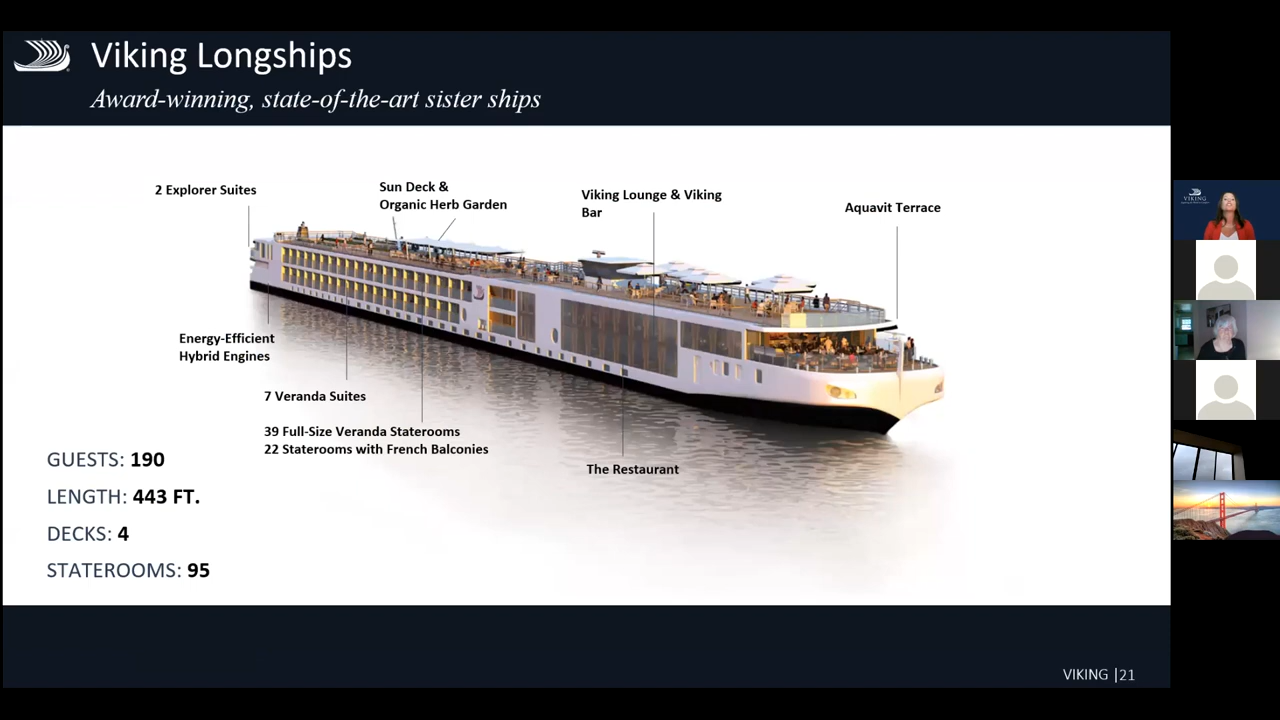 Viking Longships
Award-winning, state-of-the-art sister ships
2 Explorer Suites
Sun Deck &
Organic Herb Garden
Viking Lounge & Viking
Bar
Aquavit Terrace
Energy-Efficient
Hybrid Engines
7 Veranda Suites
39 Full-Size Veranda Staterooms
22 Staterooms with French Balconies
The Restaurant
GUESTS: 190
LENGTH: 443 FT.
DECKS: 4
STATEROOMS: 95
VIKING |21
VIKING